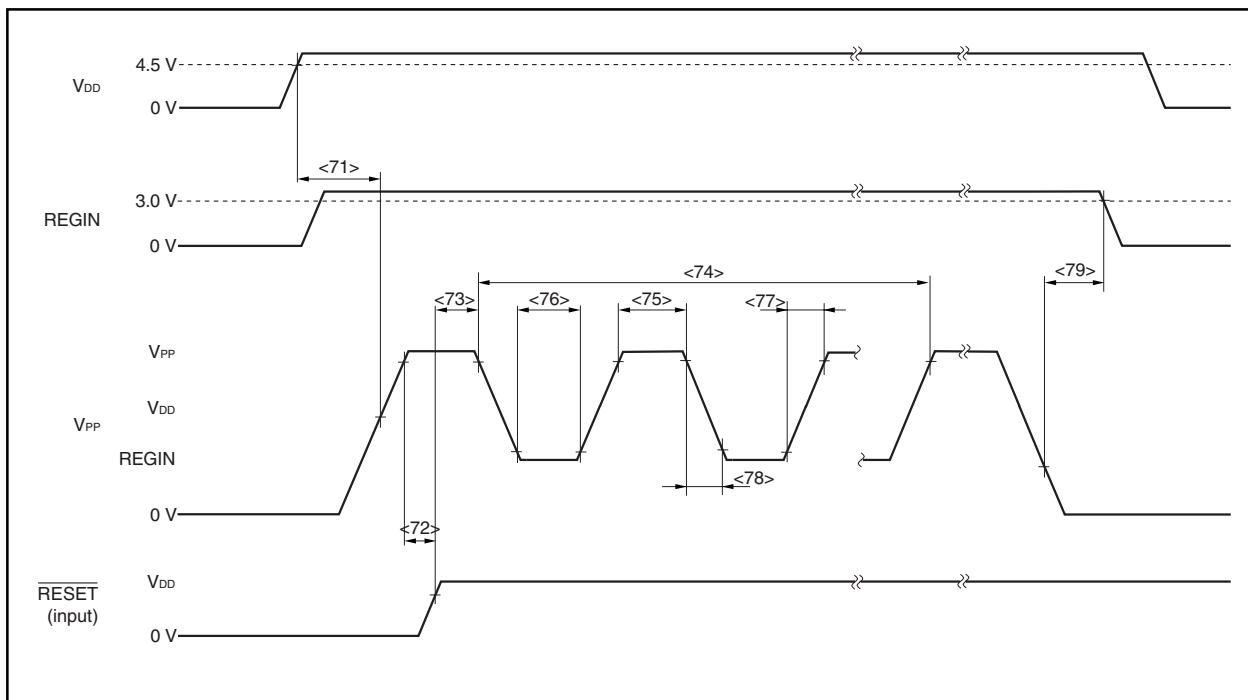 4.5 V
VDD
0 V
<71>
3.0 V
REGIN
0 V
<74>
<79>
<73>
<76>
<75>
<77>
VPP
VDD
VPP
REGIN
<78>
0 V
<72>
VDD
RESET
(input)
0 V